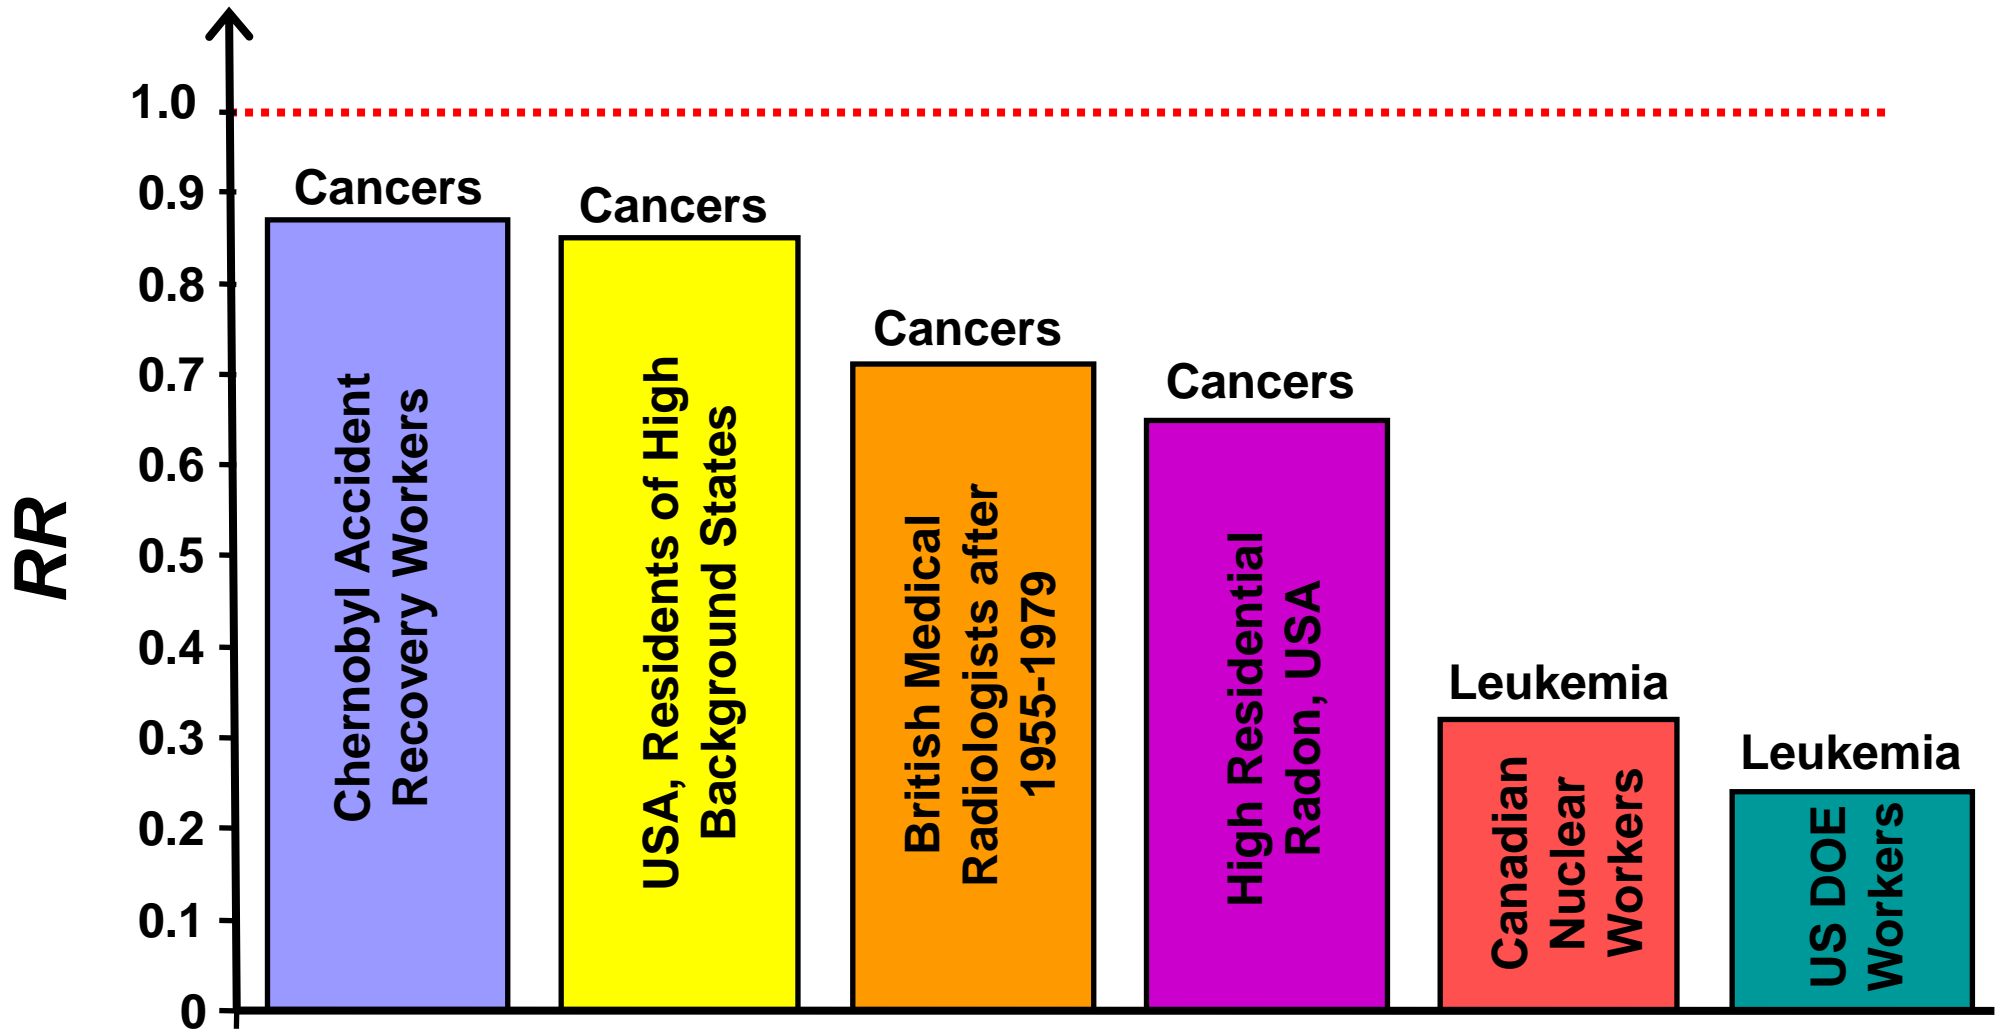 RR
1.0
0.9
0.8
0.7
0.6
0.5
0.4
0.3
0.2
0.1
0
Cancers
Chernobyl Accident
Recovery Workers
Cancers
USA, Residents of High
Background States
Cancers
British Medical
Radiologists after
1955-1979
Cancers
High Residential
Radon, USA
Leukemia
Canadian
Nuclear
Workers
Leukemia
US DOE
Workers